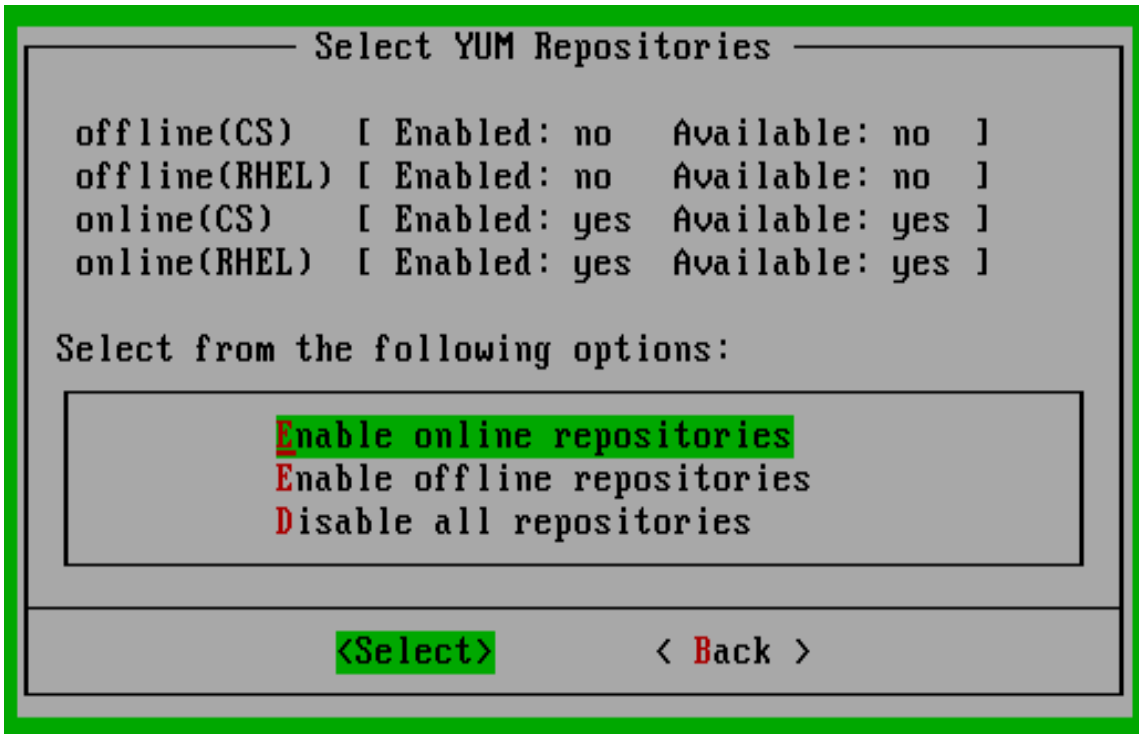 Select YUM Repositories
offline(CS) [ Enabled: no Available: no ]
offline(RHEL) [ Enabled: no Available: no ]
online(CS) [ Enabled: yes Available: yes ]
online(RHEL) [ Enabled: yes Available: yes ]
Select from the following options:
Enable online repositories
Enable offline repositories
Disable all repositories
<Select> < Back >